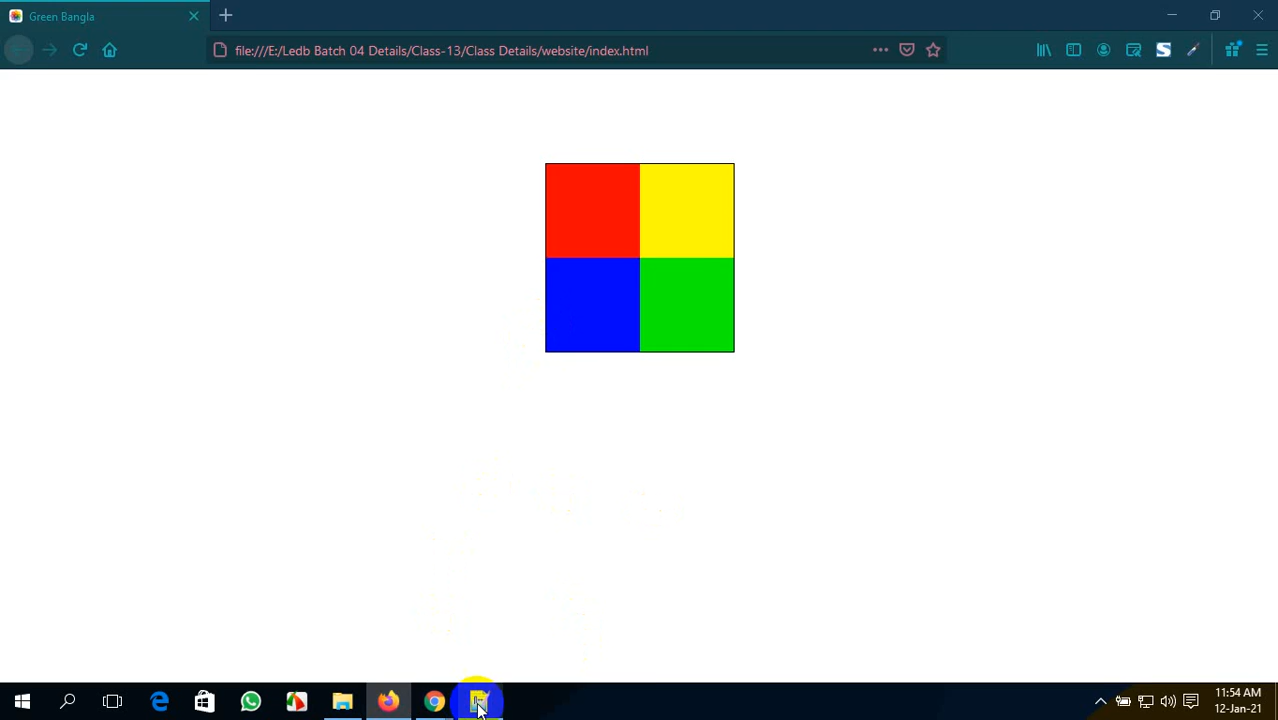 Green Bangla
file:///E:/Ledb Batch 04 Details/Class-13/Class Details/website/index.html
11:54 AM
12-Jan-21